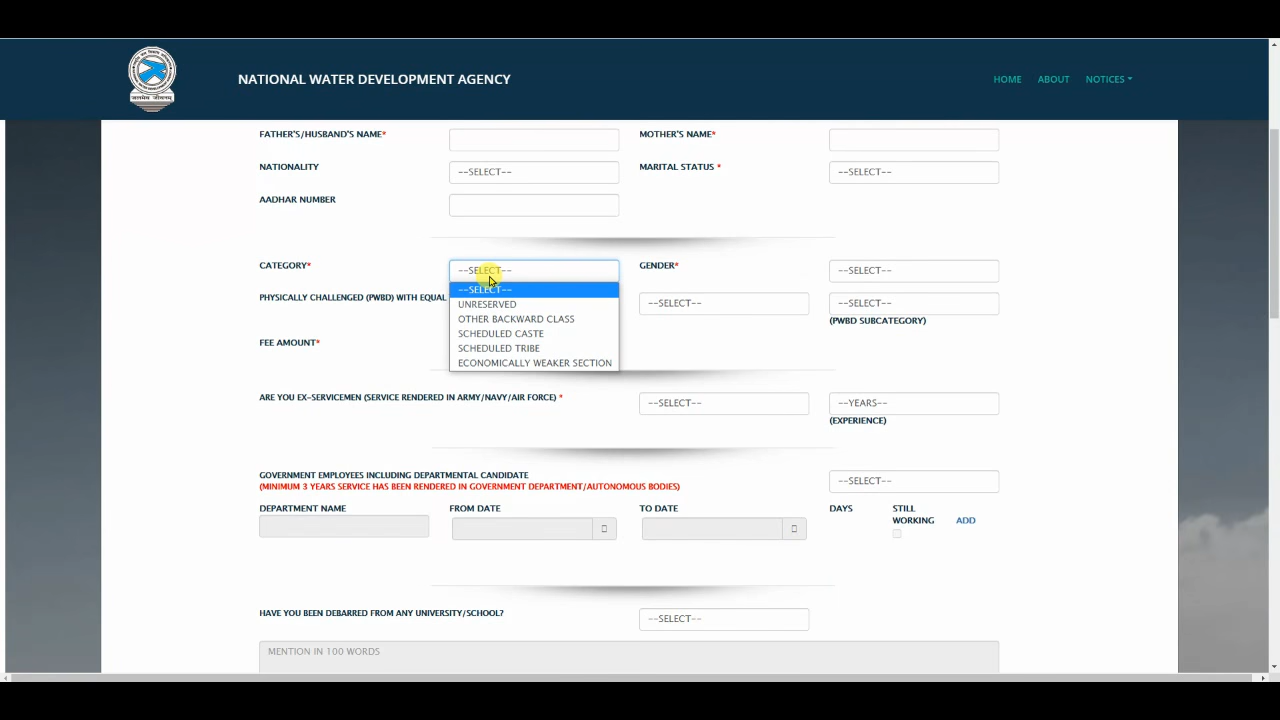 NATIONAL WATER DEVELOPMENT AGENCY
HOME ABOUT NOTICES
FATHER'S/HUSBAND'S NAME* MOTHER'S NAME*
NATIONALITY --SELECT-- MARITAL STATUS * --SELECT--
AADHAR NUMBER
CATEGORY* --SELECT-- GENDER* --SELECT--
--SELECT--
PHYSICALLY CHALLENGED (PWBD) WITH EQUAL --SELECT-- --SELECT--
UNRESERVED
OTHER BACKWARD CLASS
(PWBD SUBCATEGORY)
SCHEDULED CASTE
FEE AMOUNT*
SCHEDULED TRIBE
ECONOMICALLY WEAKER SECTION
ARE YOU EX-SERVICEMEN (SERVICE RENDERED IN ARMY/NAVY/AIR FORCE) * --SELECT-- --YEARS--
(EXPERIENCE)
GOVERNMENT EMPLOYEES INCLUDING DEPARTMENTAL CANDIDATE --SELECT--
(MINIMUM 3 YEARS SERVICE HAS BEEN RENDERED IN GOVERNMENT DEPARTMENT/AUTONOMOUS BODIES)
DEPARTMENT NAME FROM DATE TO DATE DAYS STILL
WORKING ADD
HAVE YOU BEEN DEBARRED FROM ANY UNIVERSITY/SCHOOL? --SELECT--
MENTION IN 100 WORDS